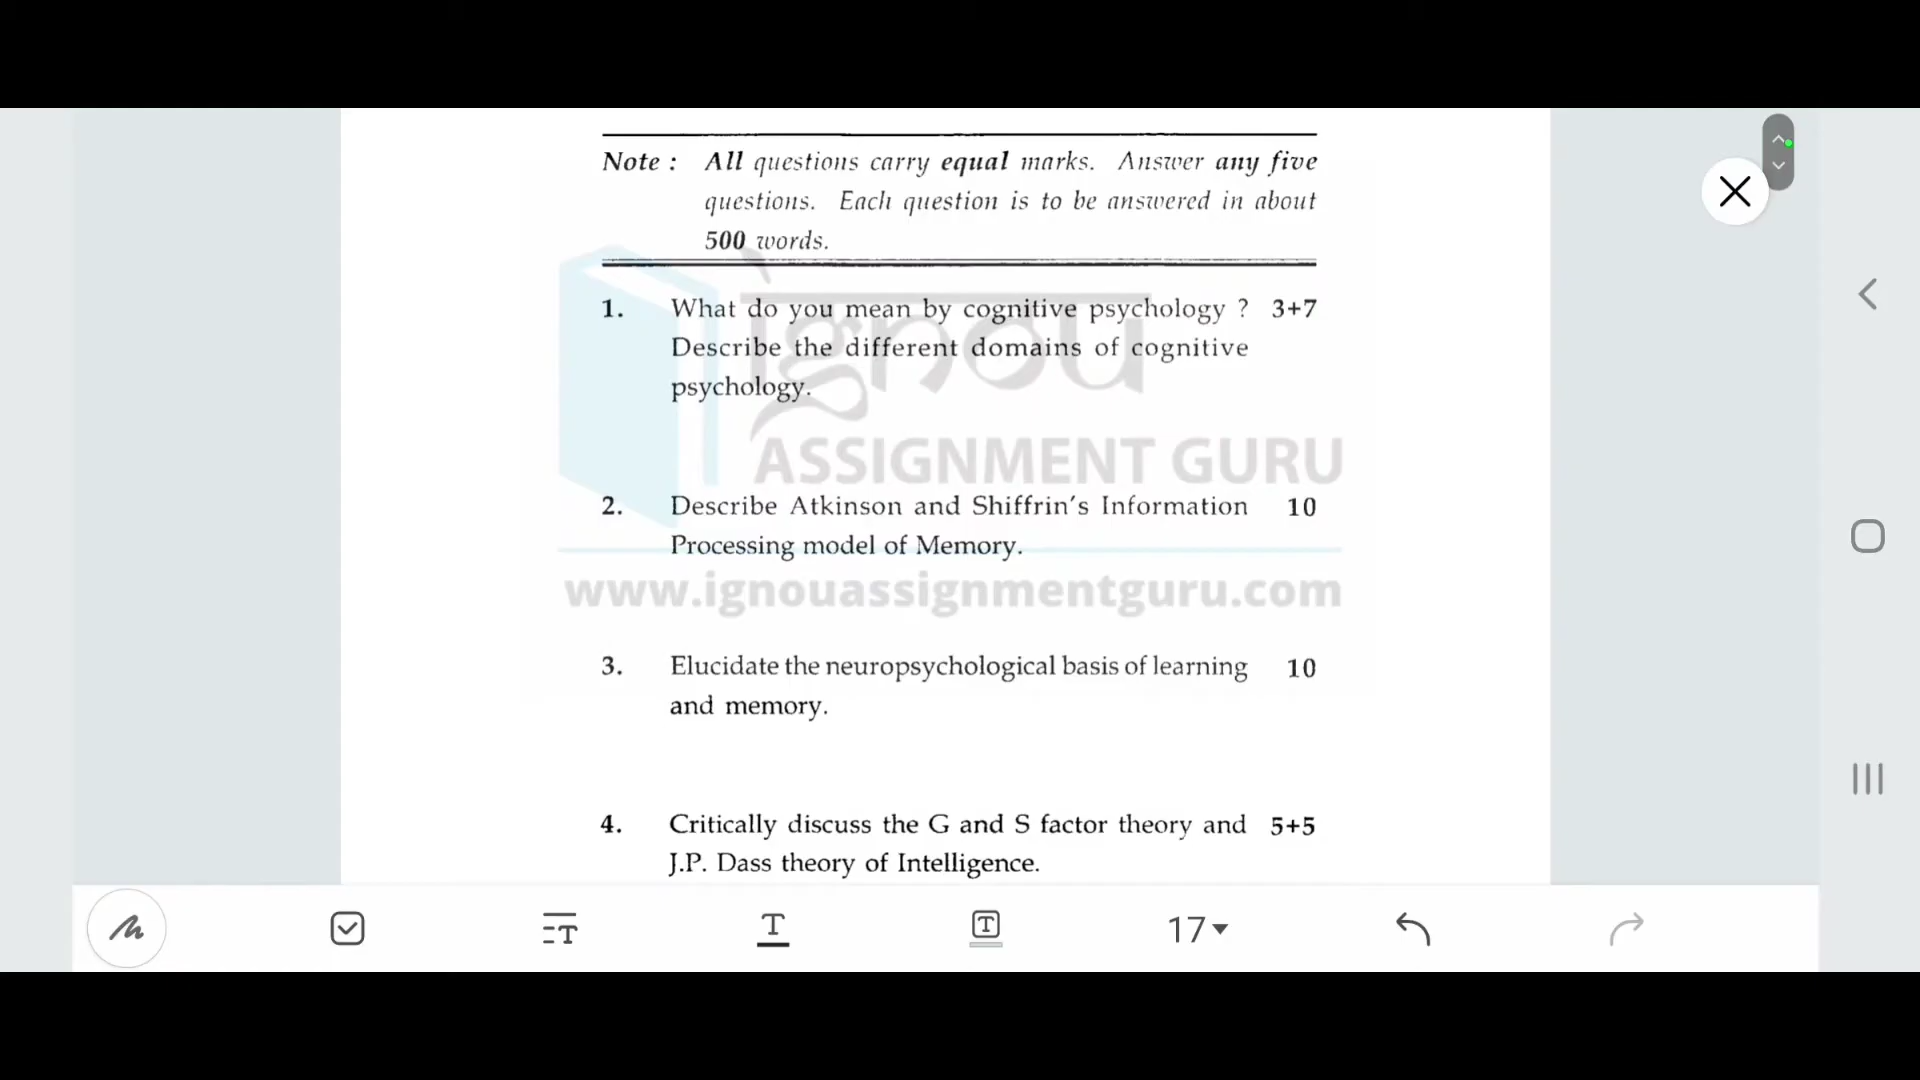 Note : All questions carry equal marks. Answer any five
questions. Each question is to be answered in about
500 words.
1. What do you mean by cognitive psychology ? 3+7
Describe the different domains of cognitive
psychology.
ignou
ASSIGNMENT GURU
2. Describe Atkinson and Shiffrin's Information 10
Processing model of Memory.
www.ignouassignmentguru.com
3. Elucidate the neuropsychological basis of learning 10
and memory.
4. Critically discuss the G and S factor theory and 5+5
J.P. Dass theory of Intelligence.
17